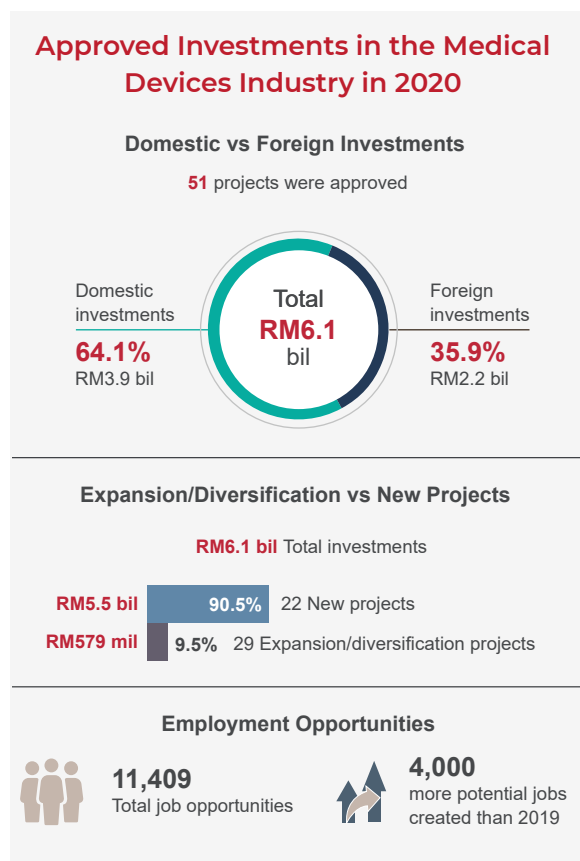 Approved Investments in the Medical
Devices Industry in 2020
Domestic vs Foreign Investments
51 projects were approved
Domestic
investments
64.1%
RM3.9 bil
Total
RM6.1
bil
Foreign
investments
35.9%
RM2.2 bil
Expansion/Diversification vs New Projects
RM6.1 bil Total investments
RM5.5 bil 90.5% 22 New projects
RM579 mil 9.5% 29 Expansion/diversification projects
Employment Opportunities
11,409
Total job opportunities
4,000
more potential jobs
created than 2019